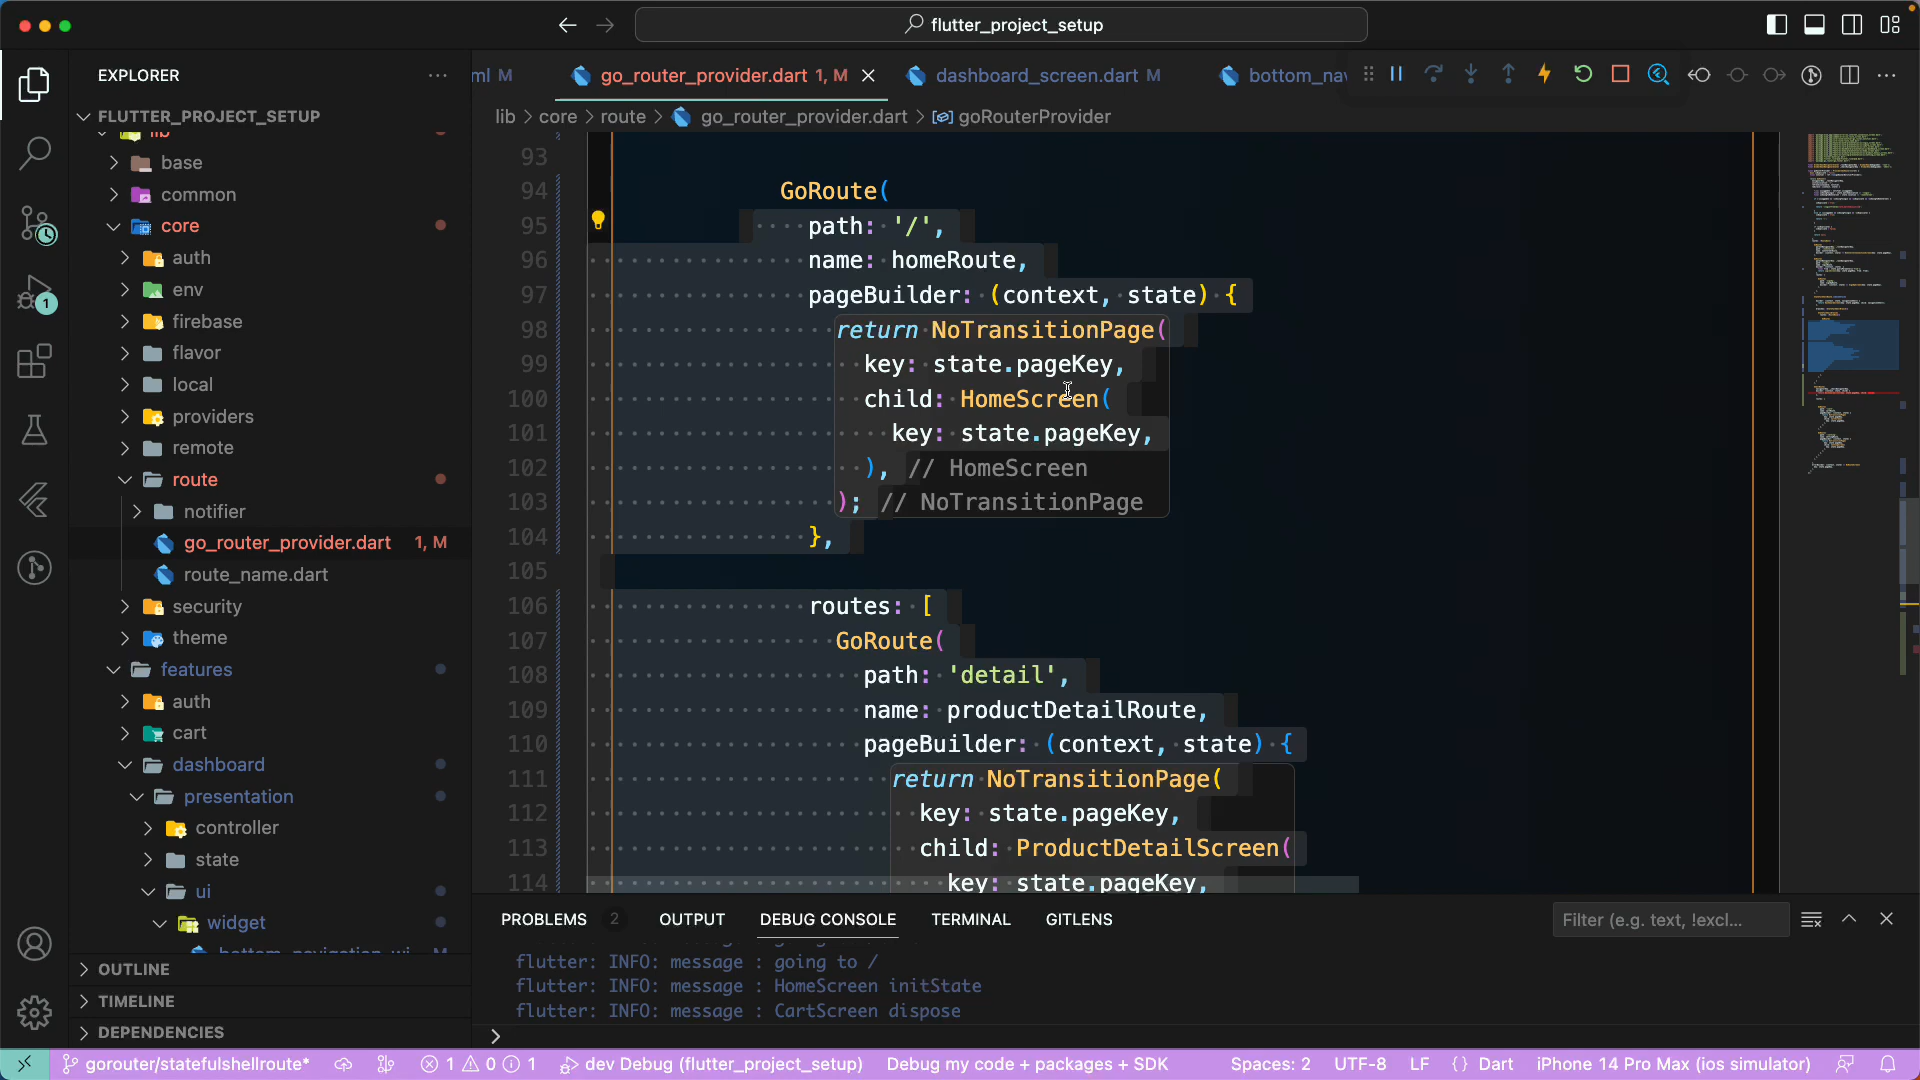 flutter_project_setup
EXPLORER
FLUTTER_PROJECT_SETUP
lib
base
common
core
auth
env
firebase
flavor
local
providers
remote
route
notifier
go_router_provider.dart 1, M
route_name.dart
security
theme
features
auth
cart
dashboard
presentation
controller
state
ui
widget
bottom_navigation_wi... M
OUTLINE
TIMELINE
DEPENDENCIES
1
ml M
go_router_provider.dart 1, M
dashboard_screen.dart M
bottom_nav
lib > core > route > go_router_provider.dart > goRouterProvider
93
94 GoRoute(
95 path: '/',
96 name: homeRoute,
97 pageBuilder: (context, state) {
98 return NoTransitionPage(
99 key: state.pageKey,
100 child: HomeScreen(
101 key: state.pageKey,
102 ), // HomeScreen
103 ); // NoTransitionPage
104 },
105
106 routes: [
107 GoRoute(
108 path: 'detail',
109 name: productDetailRoute,
110 pageBuilder: (context, state) {
111 return NoTransitionPage(
112 key: state.pageKey,
113 child: ProductDetailScreen(
114 key: state.pageKey,
PROBLEMS 2 OUTPUT DEBUG CONSOLE TERMINAL GITLENS
Filter (e.g. text, !excl...
flutter: INFO: message : going to /
flutter: INFO: message : HomeScreen initState
flutter: INFO: message : CartScreen dispose
gorouter/statefulshellroute* 1 0 1 dev Debug (flutter_project_setup) Debug my code + packages + SDK Spaces: 2 UTF-8 LF {} Dart iPhone 14 Pro Max (ios simulator)